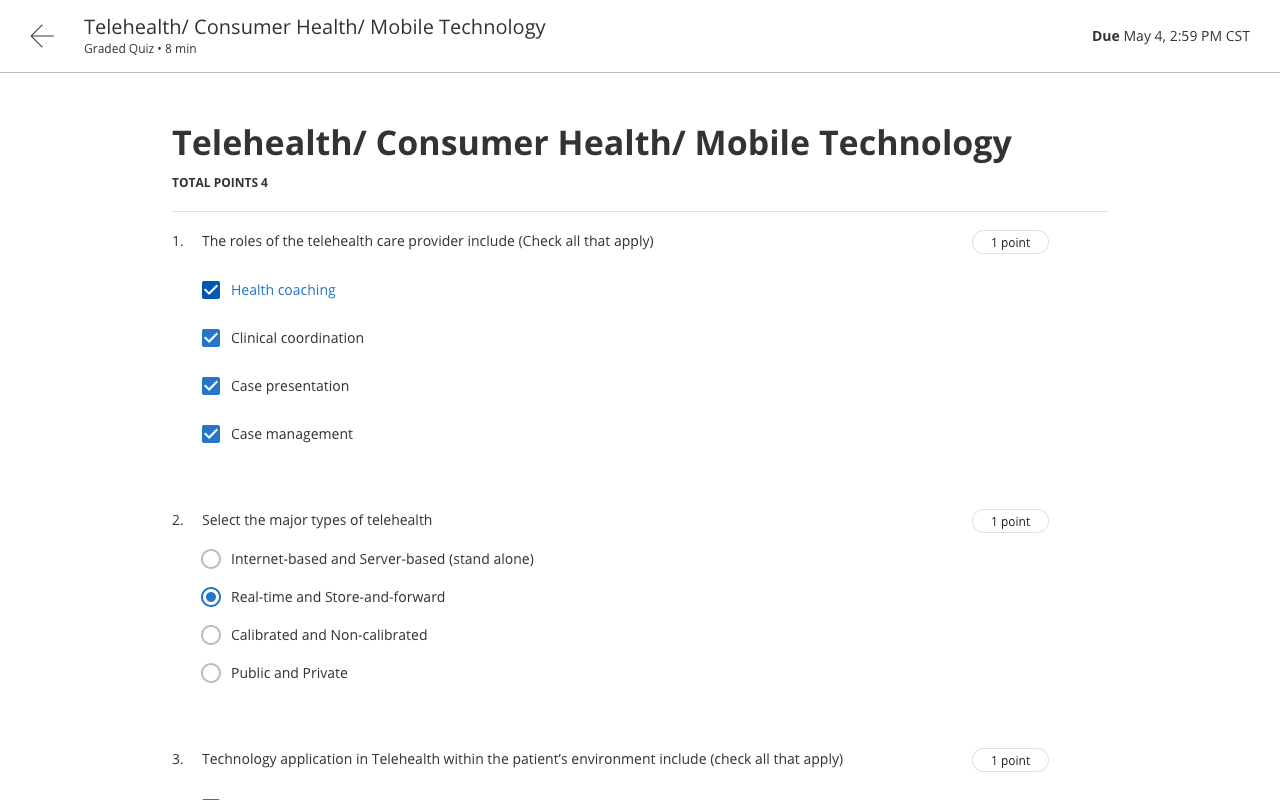 Telehealth/ Consumer Health/ Mobile Technology
Graded Quiz • 8 min
Due May 4, 2:59 PM CST
Telehealth/ Consumer Health/ Mobile Technology
TOTAL POINTS 4
1. The roles of the telehealth care provider include (Check all that apply)
1 point
Health coaching
Clinical coordination
Case presentation
Case management
2. Select the major types of telehealth
1 point
Internet-based and Server-based (stand alone)
Real-time and Store-and-forward
Calibrated and Non-calibrated
Public and Private
3. Technology application in Telehealth within the patient’s environment include (check all that apply)
1 point